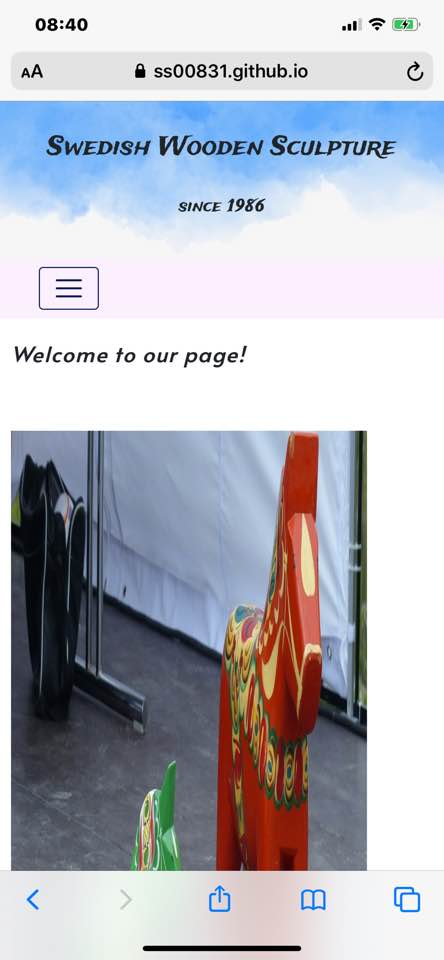 08:40
AA ss00831.github.io
Swedish Wooden Sculpture
since 1986
Welcome to our page!